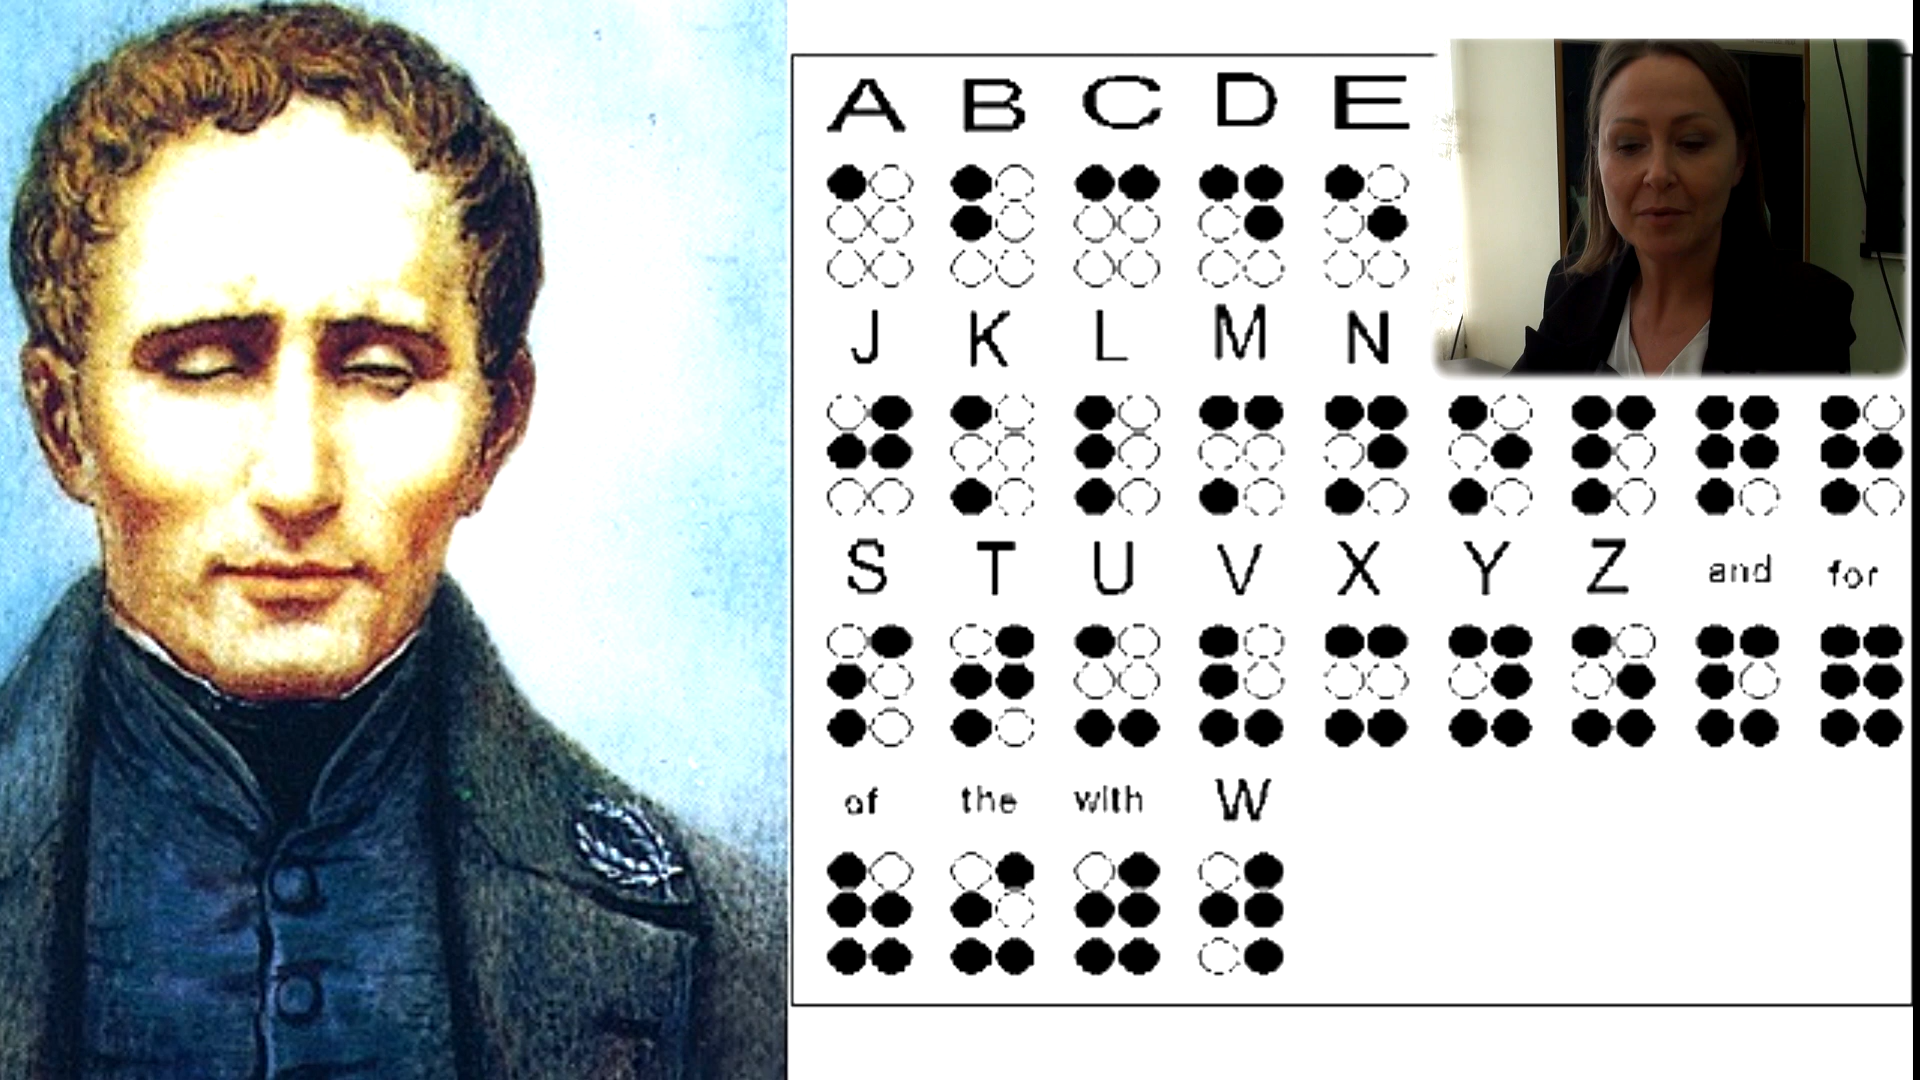 A B C D E
J K L M N
S T U V X Y Z and for
of the with W